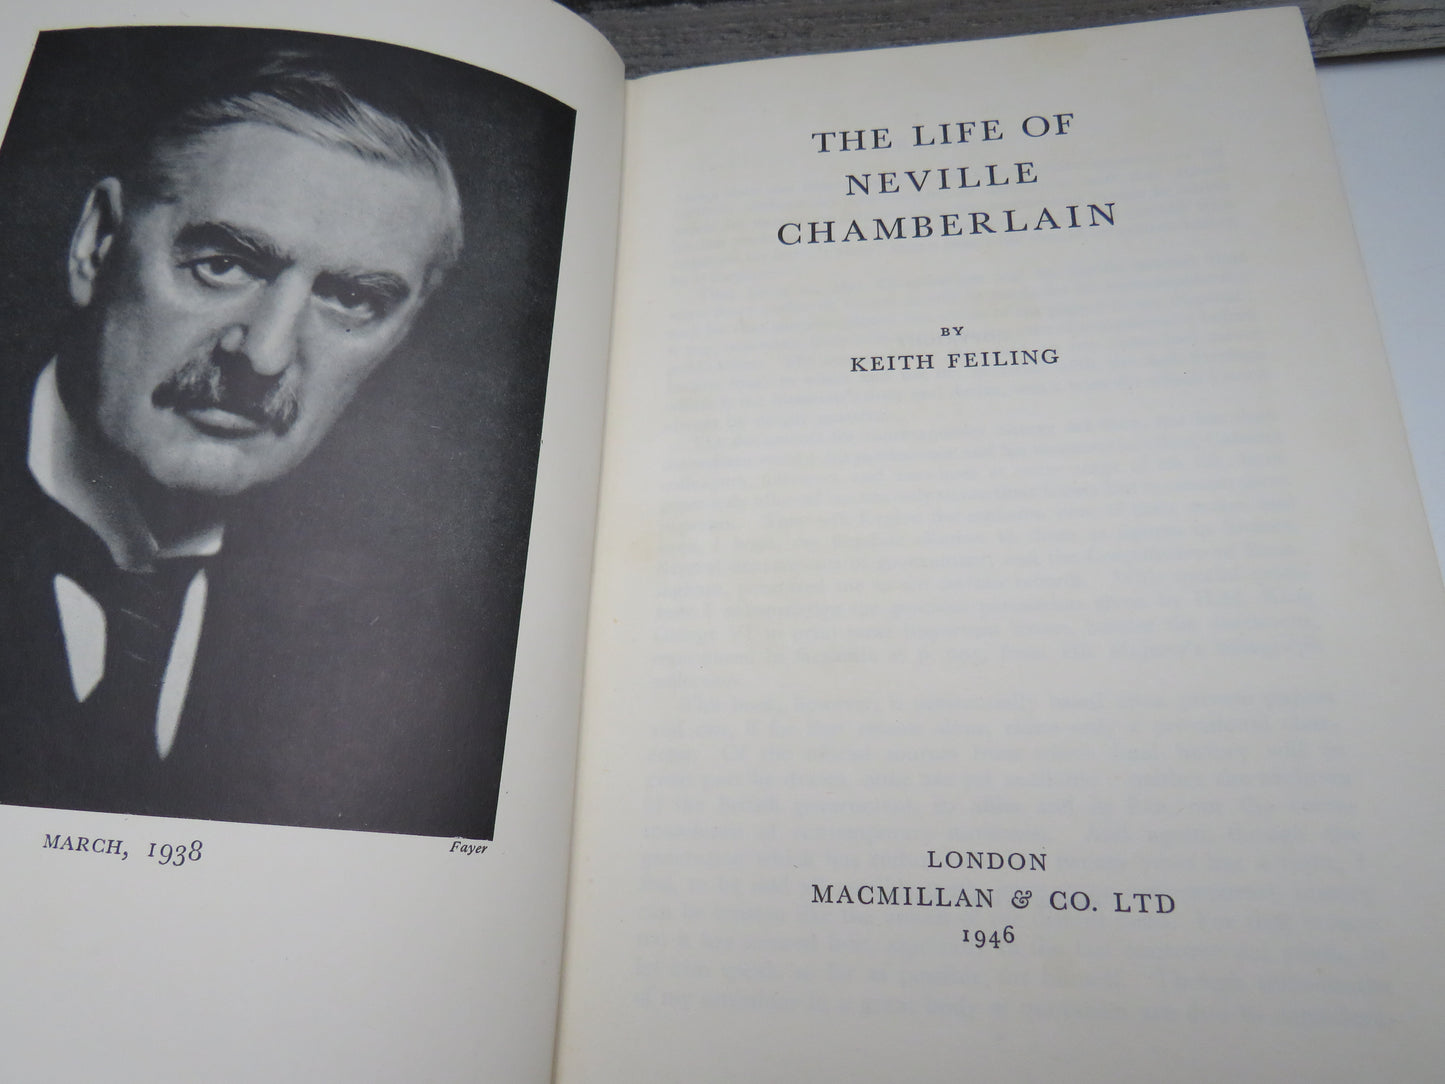 MARCH, 1938
Fayer
THE LIFE OF
NEVILLE
CHAMBERLAIN
BY
KEITH FEILING
LONDON
MACMILLAN & CO. LTD
1946